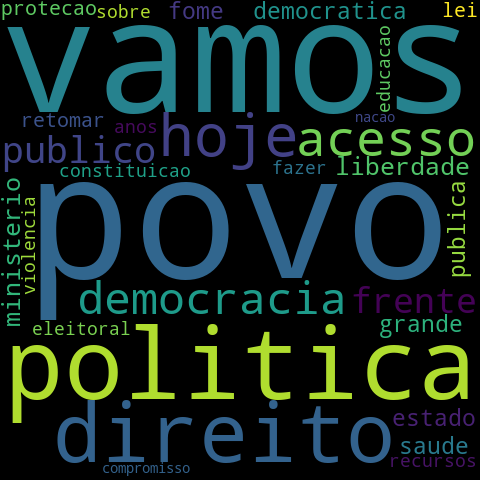 protecao sobre fome democratica lei
vamos
educacao
retomar anos nacao
publico hoje acesso
constituicao fazer liberdade
povo
ministerio
violencia
publica
democracia frente
eleitoral grande
politica
direito estado
saude
compromisso recursos